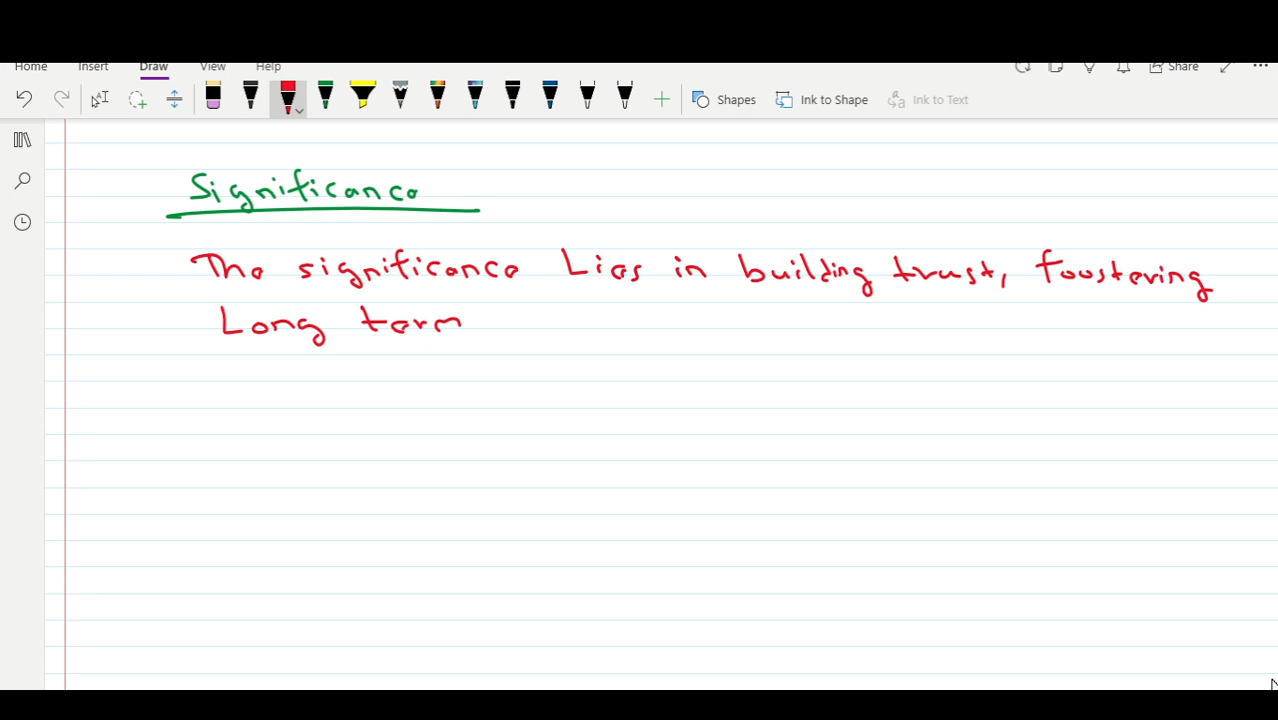 Home Insert Draw View Help Share
Shapes Ink to Shape Ink to Text
Significance
The significance Lies in building trust, foustering
Long term